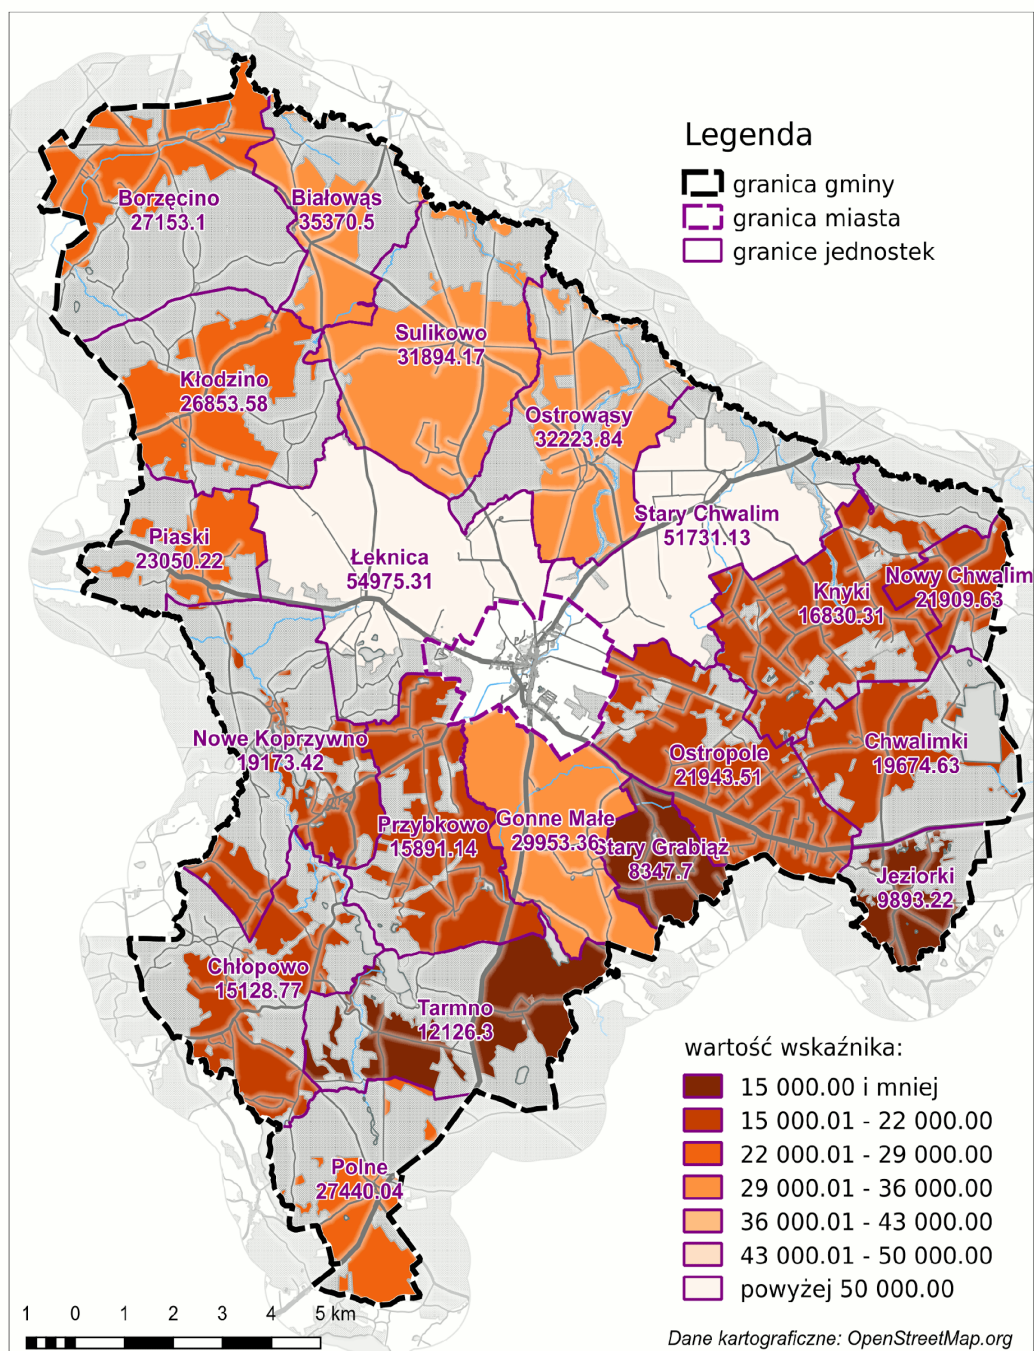 Legenda
granica gminy
granica miasta
granice jednostek
Borzęcino
27153.1
Białowąs
35370.5
Sulikowo
31894.17
Kłodzino
26853.58
Ostrowąsy
32223.84
Piaski
23050.22
Łeknica
54975.31
Stary Chwalim
51731.13
Knyki
16830.31
Nowy Chwalim
21909.63
Nowe Koprzywno
19173.42
Ostropole
21943.51
Chwalimki
19674.63
Przybkowo
15891.14
Gonne Małe
29953.36
Stary Grabiąż
8347.7
Jeziorki
9893.22
Chłopowo
15128.77
Tarmno
12126.3
Polne
27440.04
wartość wskaźnika:
15 000.00 i mniej
15 000.01 - 22 000.00
22 000.01 - 29 000.00
29 000.01 - 36 000.00
36 000.01 - 43 000.00
43 000.01 - 50 000.00
powyżej 50 000.00
1 0 1 2 3 4 5 km
Dane kartograficzne: OpenStreetMap.org